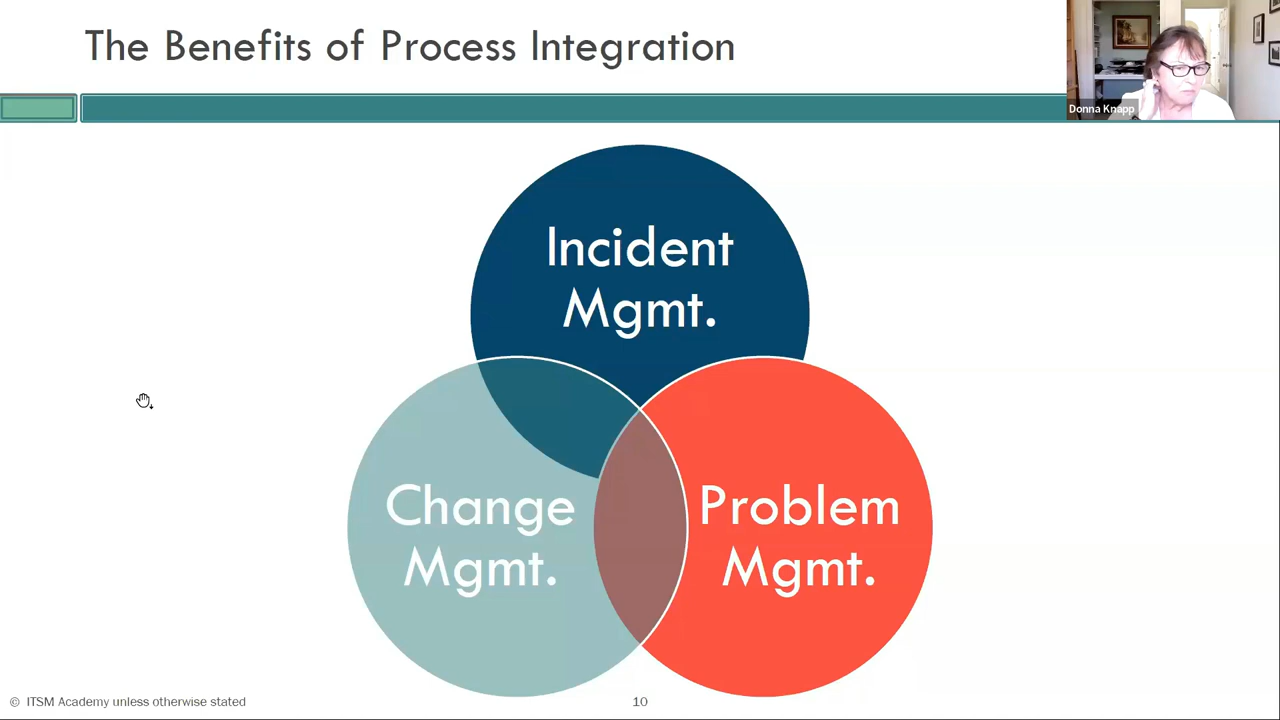 The Benefits of Process Integration
Donna Knapp
Incident
Mgmt.
Change
Mgmt.
Problem
Mgmt.
© ITSM Academy unless otherwise stated
10